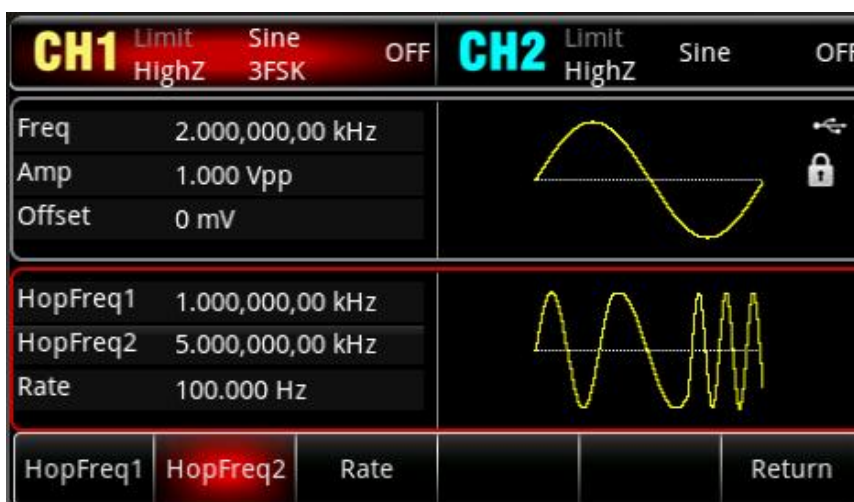 CH1 Limit Sine OFF CH2 Limit Sine OFF
HighZ 3FSK HighZ
Freq 2.000,000,00 kHz
Amp 1.000 Vpp
Offset 0 mV
HopFreq1 1.000,000,00 kHz
HopFreq2 5.000,000,00 kHz
Rate 100.000 Hz
HopFreq1 HopFreq2 Rate Return